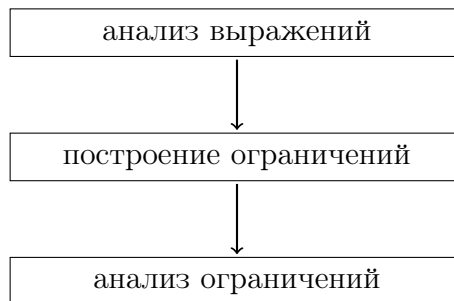 анализ выражений
построение ограничений
анализ ограничений